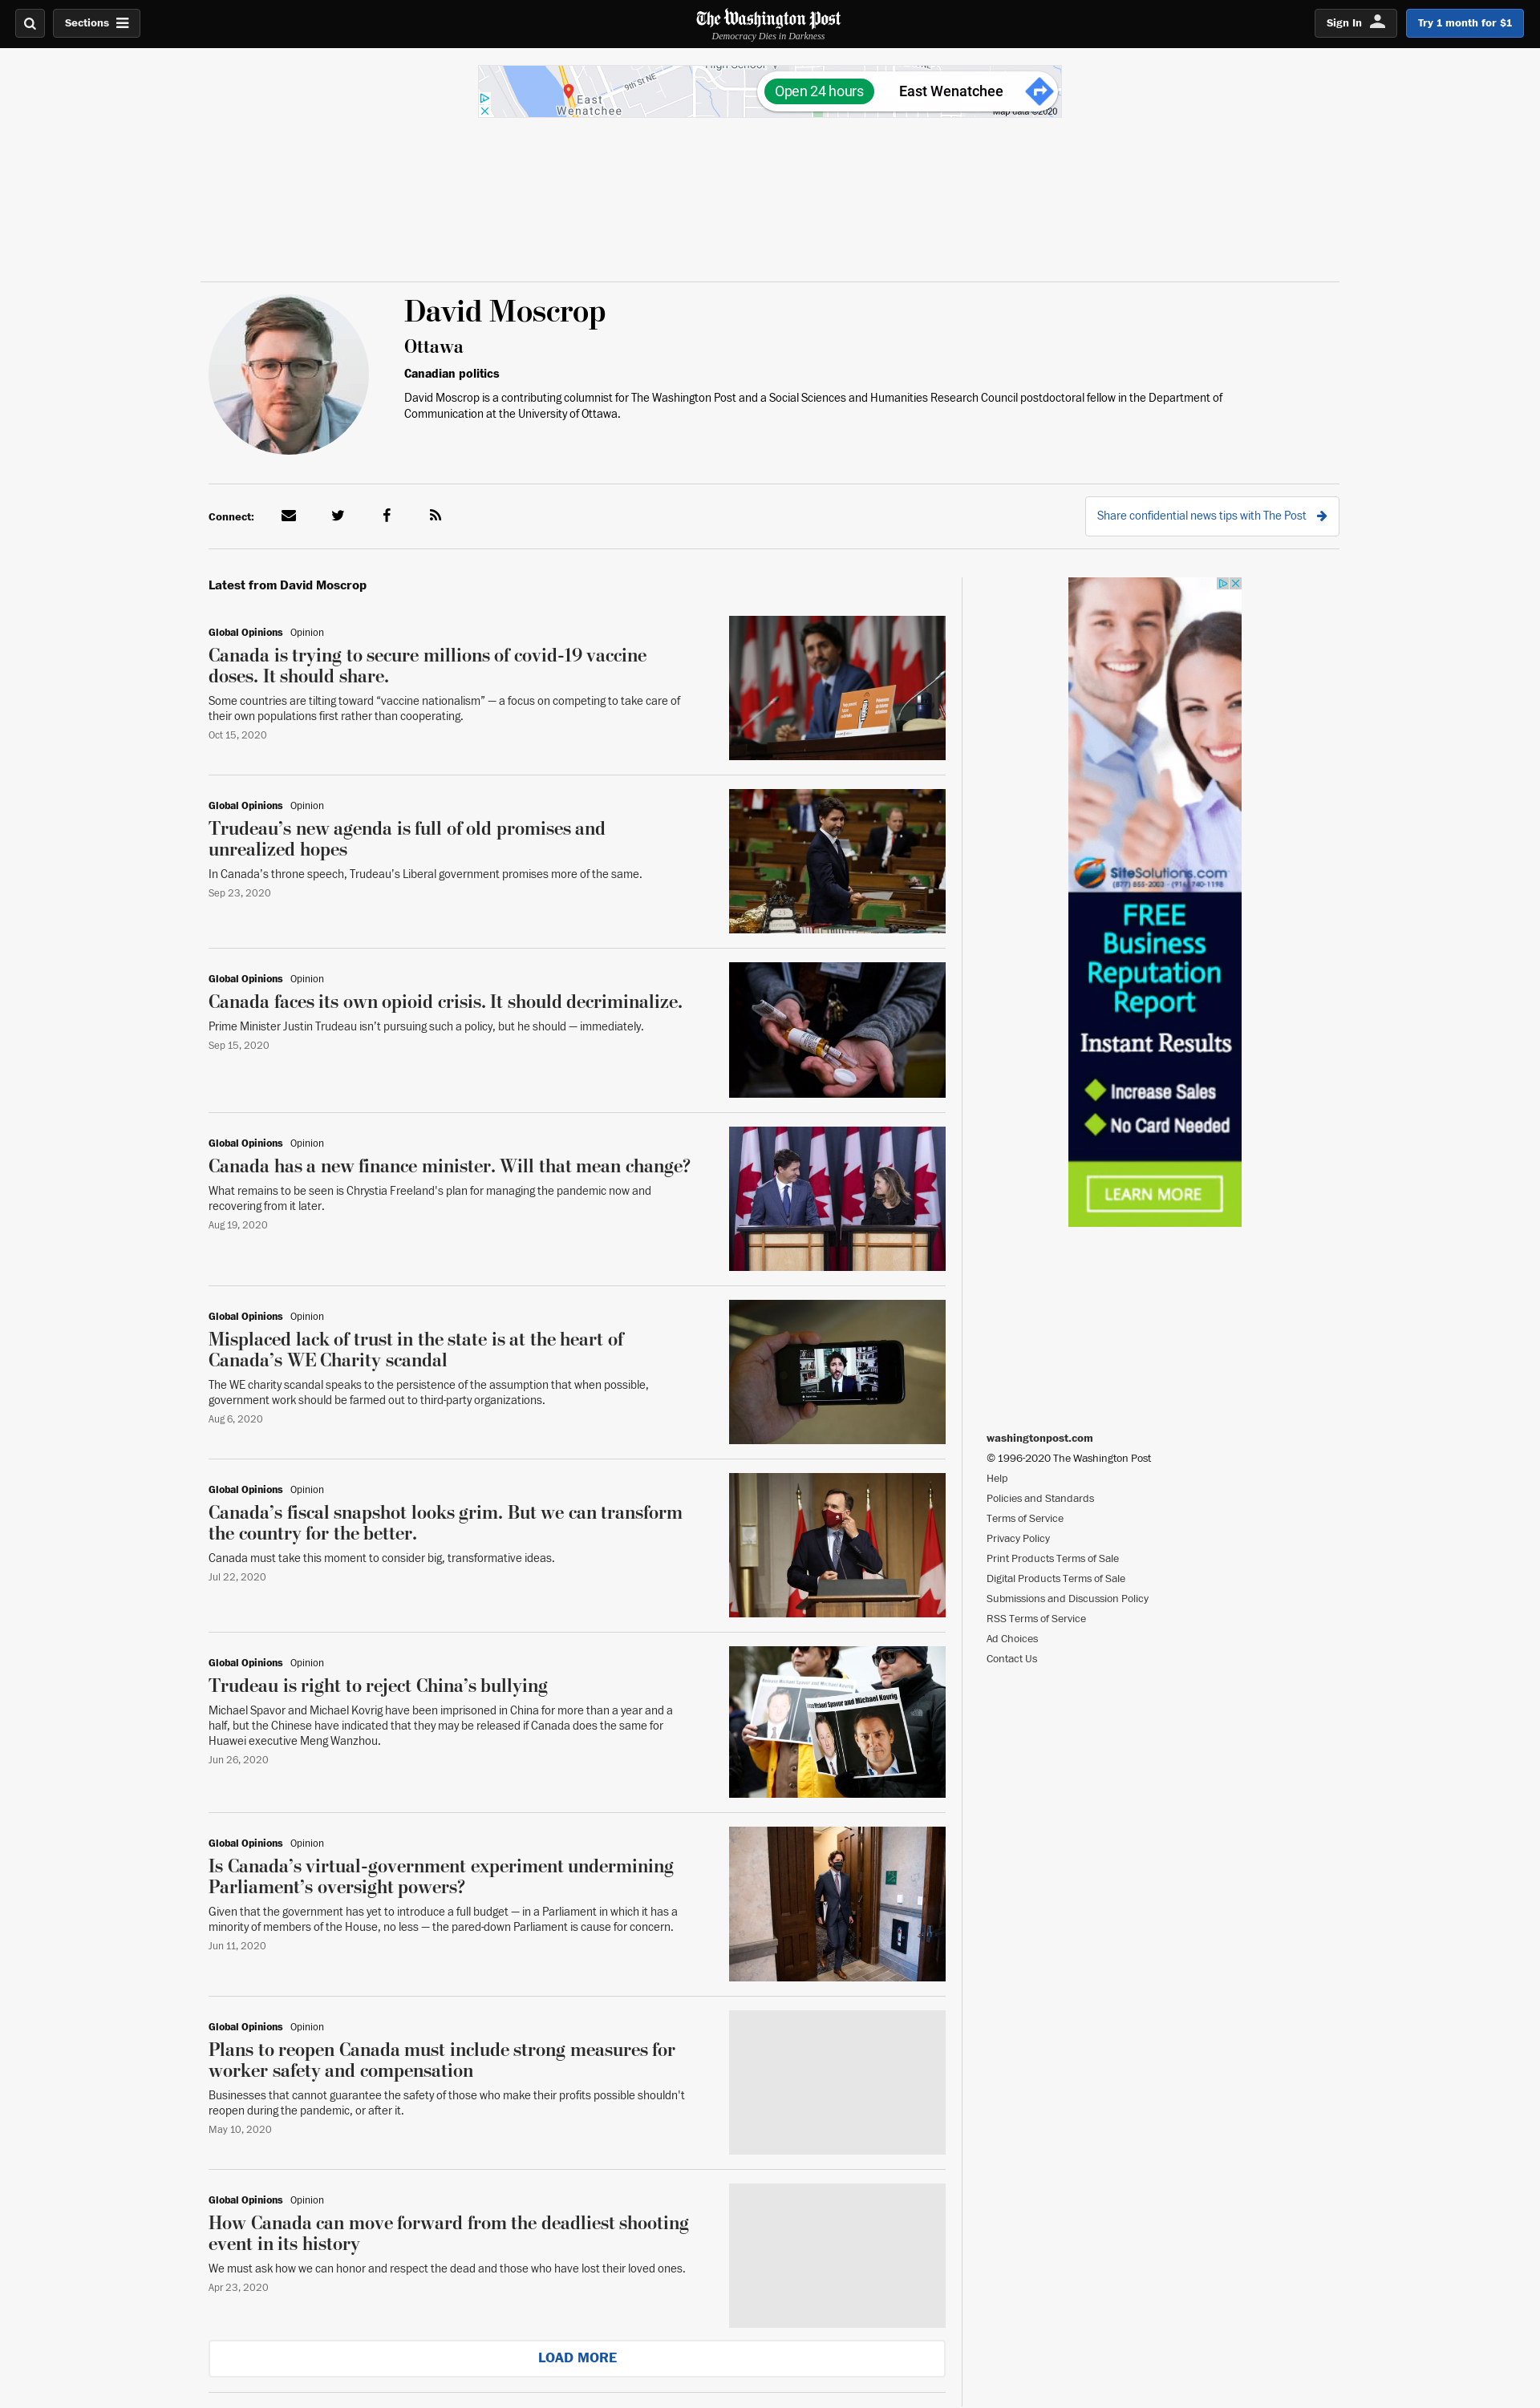 Sections
The Washington Post
Democracy Dies in Darkness
Sign In
Try 1 month for $1
9th St NE
East
Wenatchee
Open 24 hours
East Wenatchee
Map data ©2020
David Moscrop
Ottawa
Canadian politics
David Moscrop is a contributing columnist for The Washington Post and a Social Sciences and Humanities Research Council postdoctoral fellow in the Department of
Communication at the University of Ottawa.
Connect:
Share confidential news tips with The Post
Latest from David Moscrop
Global Opinions Opinion
Canada is trying to secure millions of covid-19 vaccine
doses. It should share.
Some countries are tilting toward “vaccine nationalism” — a focus on competing to take care of
their own populations first rather than cooperating.
Oct 15, 2020
Global Opinions Opinion
Trudeau’s new agenda is full of old promises and
unrealized hopes
In Canada’s throne speech, Trudeau’s Liberal government promises more of the same.
Sep 23, 2020
Global Opinions Opinion
Canada faces its own opioid crisis. It should decriminalize.
Prime Minister Justin Trudeau isn’t pursuing such a policy, but he should — immediately.
Sep 15, 2020
Global Opinions Opinion
Canada has a new finance minister. Will that mean change?
What remains to be seen is Chrystia Freeland's plan for managing the pandemic now and
recovering from it later.
Aug 19, 2020
Global Opinions Opinion
Misplaced lack of trust in the state is at the heart of
Canada’s WE Charity scandal
The WE charity scandal speaks to the persistence of the assumption that when possible,
government work should be farmed out to third-party organizations.
Aug 6, 2020
Global Opinions Opinion
Canada’s fiscal snapshot looks grim. But we can transform
the country for the better.
Canada must take this moment to consider big, transformative ideas.
Jul 22, 2020
Global Opinions Opinion
Trudeau is right to reject China’s bullying
Michael Spavor and Michael Kovrig have been imprisoned in China for more than a year and a
half, but the Chinese have indicated that they may be released if Canada does the same for
Huawei executive Meng Wanzhou.
Jun 26, 2020
Michael Spavor and Michael Kovrig
Global Opinions Opinion
Is Canada’s virtual-government experiment undermining
Parliament’s oversight powers?
Given that the government has yet to introduce a full budget — in a Parliament in which it has a
minority of members of the House, no less — the pared-down Parliament is cause for concern.
Jun 11, 2020
Global Opinions Opinion
Plans to reopen Canada must include strong measures for
worker safety and compensation
Businesses that cannot guarantee the safety of those who make their profits possible shouldn't
reopen during the pandemic, or after it.
May 10, 2020
Global Opinions Opinion
How Canada can move forward from the deadliest shooting
event in its history
We must ask how we can honor and respect the dead and those who have lost their loved ones.
Apr 23, 2020
LOAD MORE
SiteSolutions.com
FREE
Business
Reputation
Report
Instant Results
Increase Sales
No Card Needed
LEARN MORE
washingtonpost.com
© 1996-2020 The Washington Post
Help
Policies and Standards
Terms of Service
Privacy Policy
Print Products Terms of Sale
Digital Products Terms of Sale
Submissions and Discussion Policy
RSS Terms of Service
Ad Choices
Contact Us